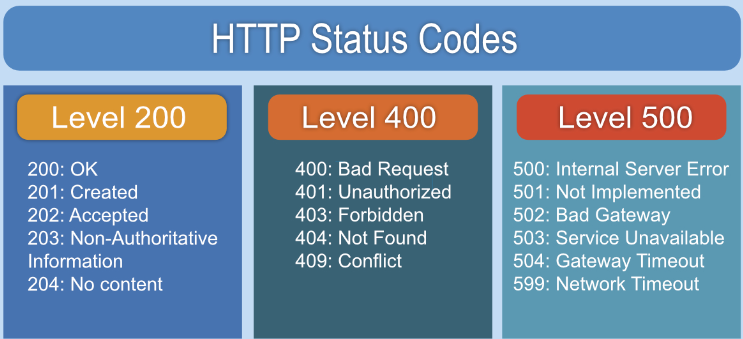 HTTP Status Codes
Level 200
200: OK
201: Created
202: Accepted
203: Non-Authoritative
Information
204: No content
Level 400
400: Bad Request
401: Unauthorized
403: Forbidden
404: Not Found
409: Conflict
Level 500
500: Internal Server Error
501: Not Implemented
502: Bad Gateway
503: Service Unavailable
504: Gateway Timeout
599: Network Timeout